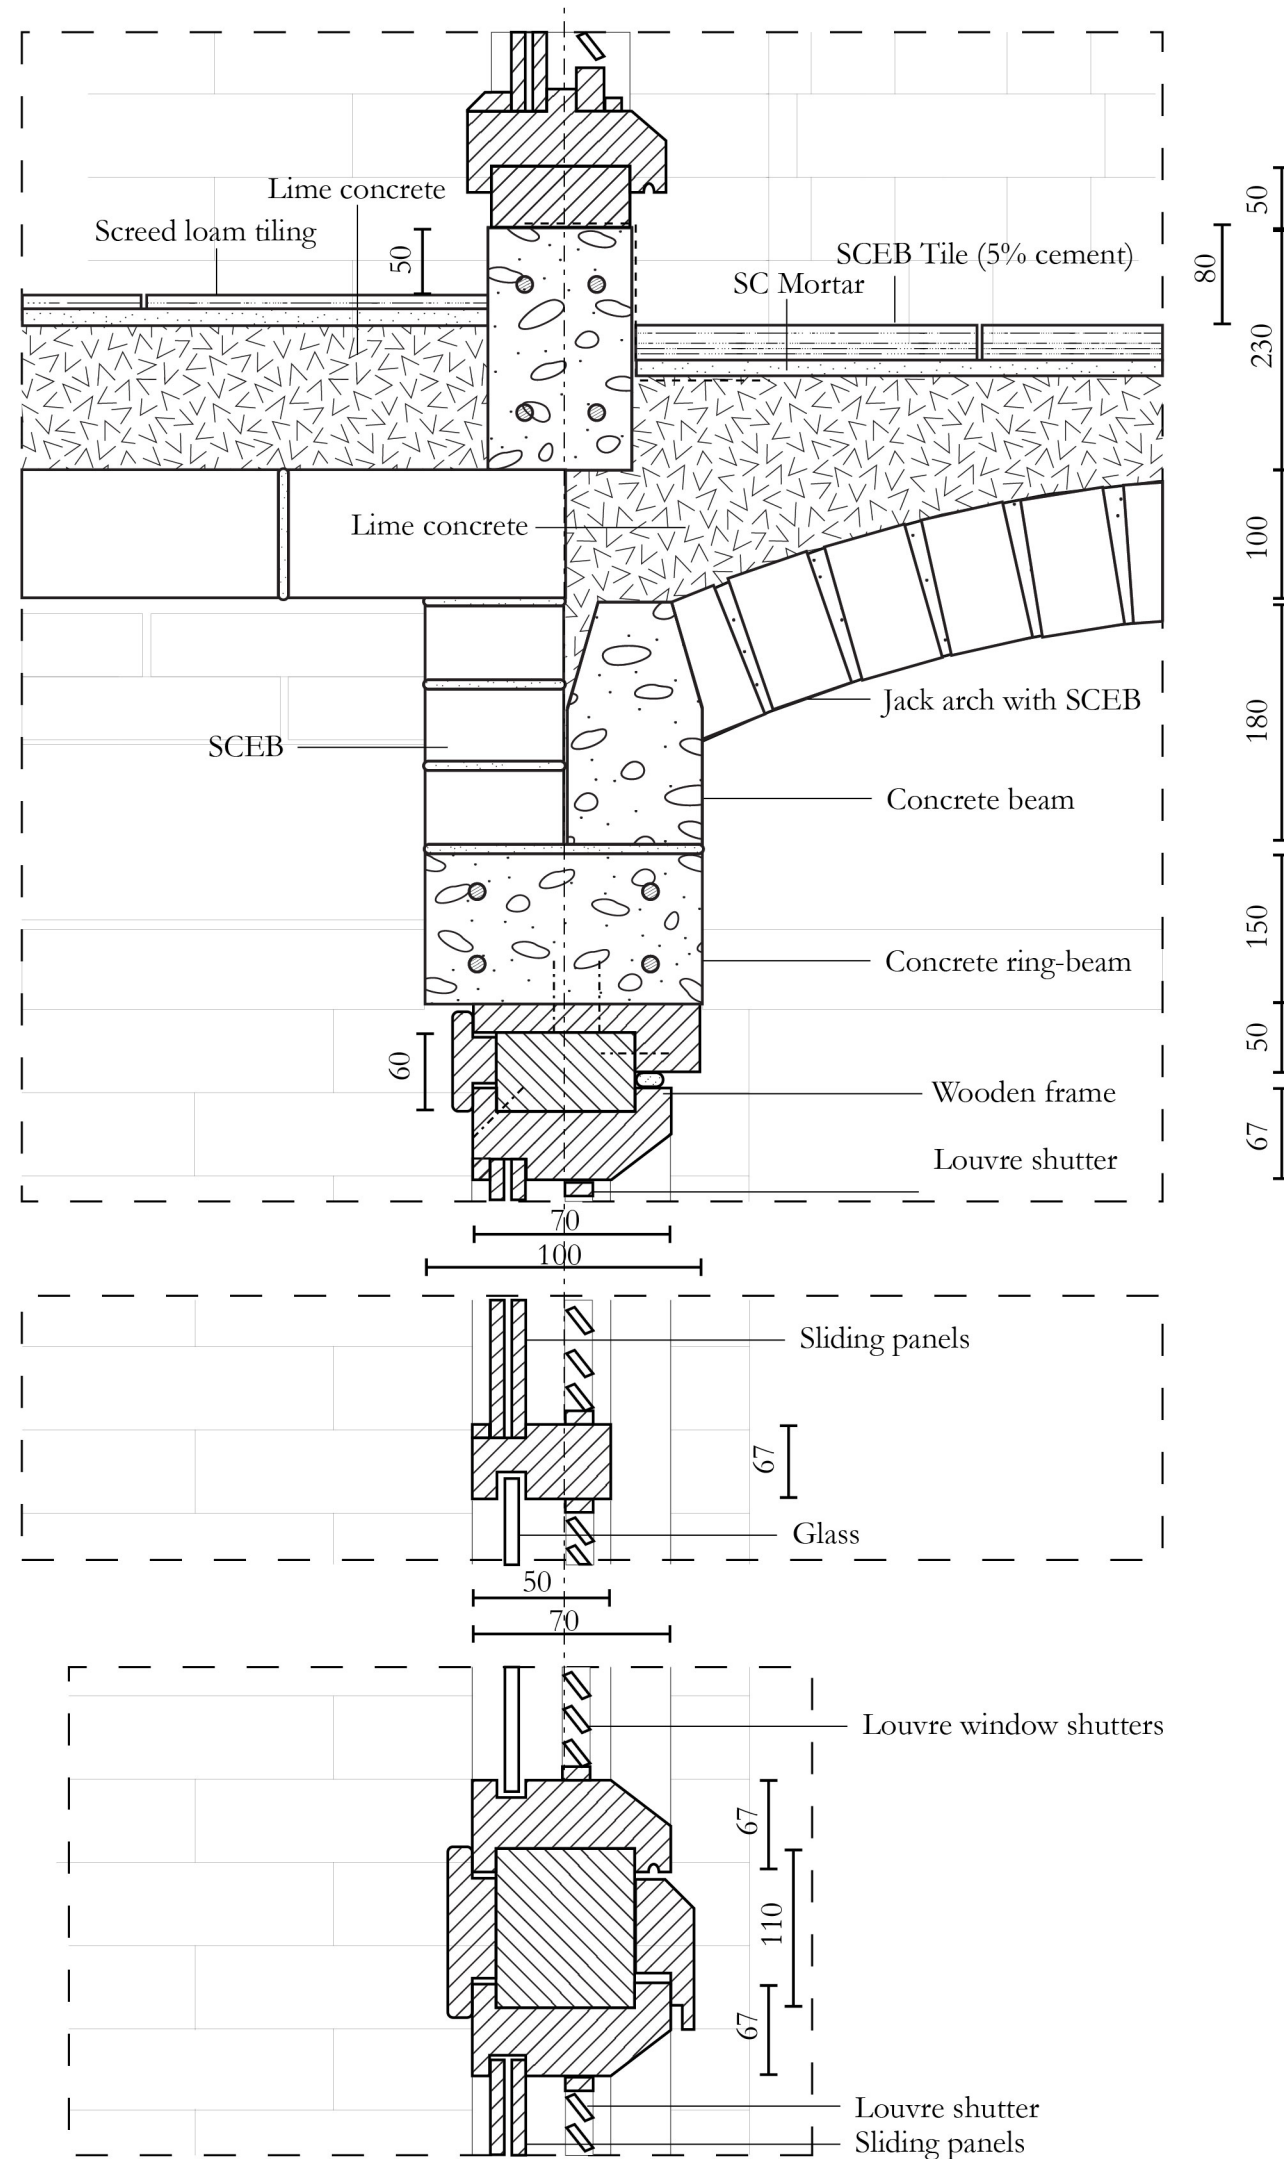 Lime concrete
50
Screed loam tiling
50
SCEB Tile (5% cement)
80
SC Mortar
230
Lime concrete
100
Jack arch with SCEB
180
SCEB
Concrete beam
150
Concrete ring-beam
50
60
Wooden frame
67
Louvre shutter
70
100
Sliding panels
67
Glass
50
70
Louvre window shutters
67
110
67
Louvre shutter
Sliding panels